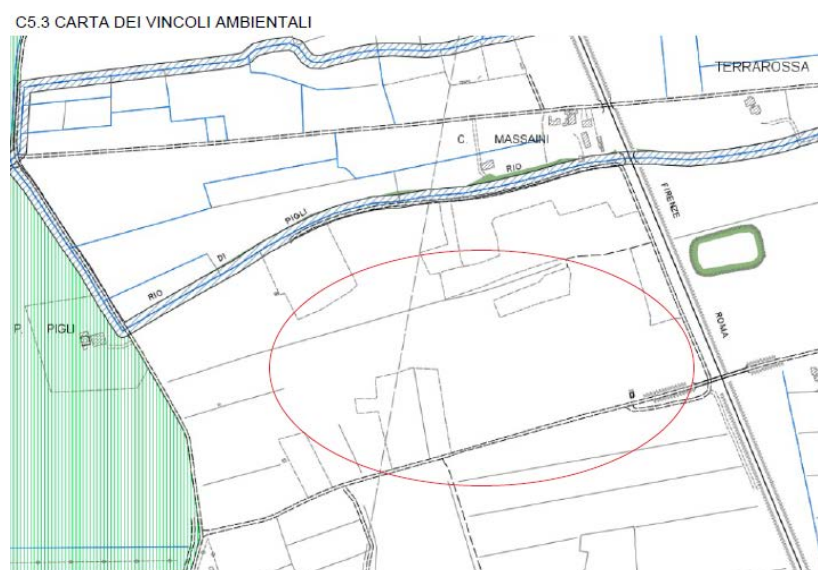 C5.3 CARTA DEI VINCOLI AMBIENTALI
TERRAROSSA
C. MASSAINI
RIO
FIRENZE
PIGLI
DI
RIO
ROMA
P. PIGLI